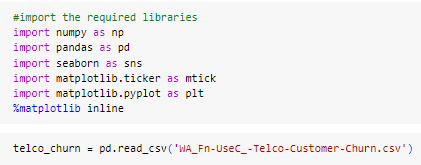 #import the required libraries
import numpy as np
import pandas as pd
import seaborn as sns
import matplotlib.ticker as mtick
import matplotlib.pyplot as plt
%matplotlib inline
telco_churn = pd.read_csv('WA_Fn-UseC_-Telco-Customer-Churn.csv')